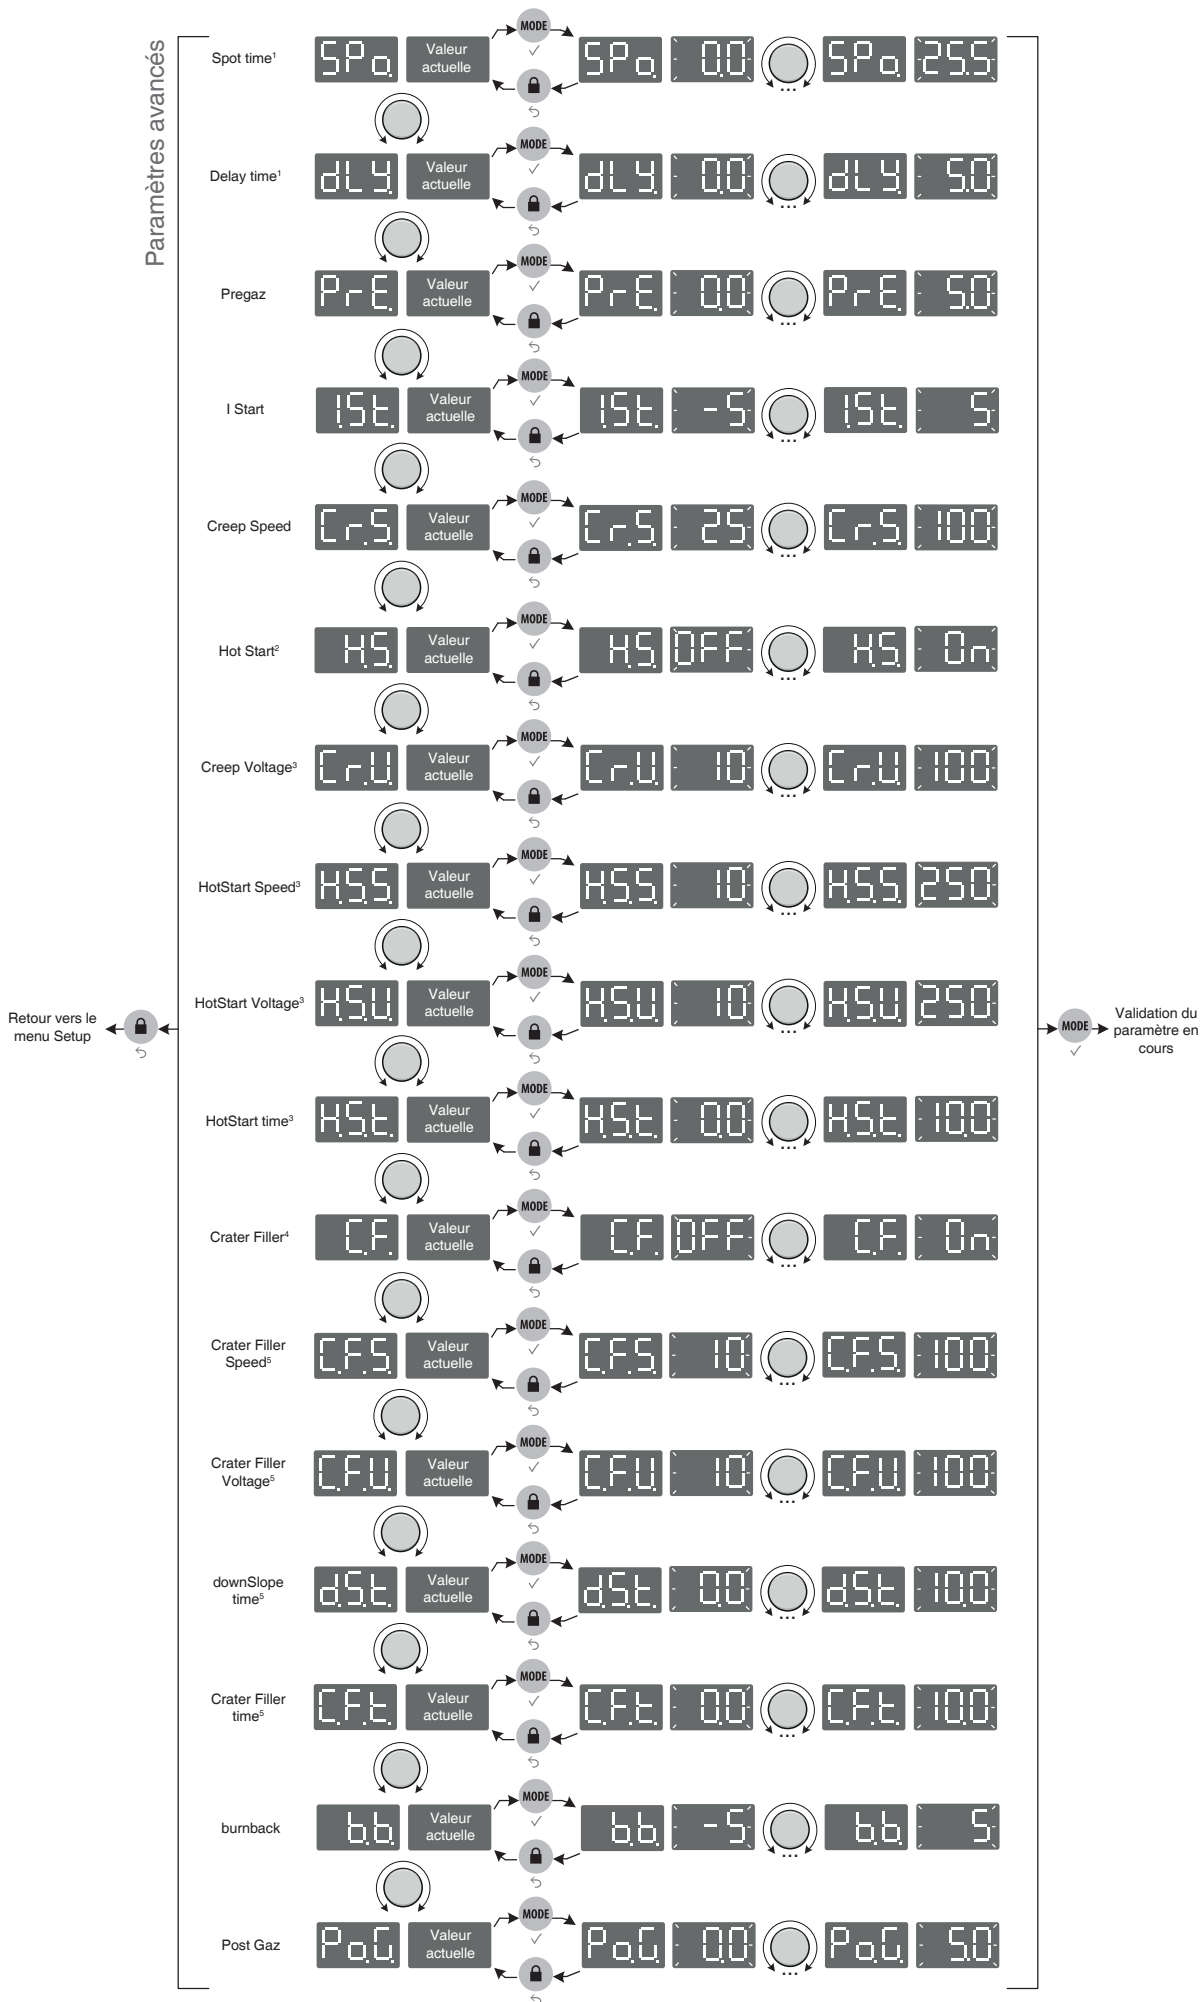 Paramètres avancés
Spot time¹ SPo. Valeur actuelle MODE SPo. 0.0 ... SPo. 25.5
Delay time¹ dLY. Valeur actuelle MODE dLY. 0.0 ... dLY. 5.0
Pregaz PrE. Valeur actuelle MODE PrE. 0.0 ... PrE. 5.0
I Start I.St. Valeur actuelle MODE I.St. -5 ... I.St. 5
Creep Speed Cr.S. Valeur actuelle MODE Cr.S. 25 ... Cr.S. 100
Hot Start² H.S. Valeur actuelle MODE H.S. OFF ... H.S. On
Creep Voltage³ Cr.U. Valeur actuelle MODE Cr.U. 10 ... Cr.U. 100
HotStart Speed³ H.S.S. Valeur actuelle MODE H.S.S. 10 ... H.S.S. 250
HotStart Voltage³ H.S.U. Valeur actuelle MODE H.S.U. 10 ... H.S.U. 250
Retour vers le menu Setup
MODE Validation du paramètre en cours
HotStart time³ H.S.t. Valeur actuelle MODE H.S.t. 0.0 ... H.S.t. 10.0
Crater Filler⁴ C.F. Valeur actuelle MODE C.F. OFF ... C.F. On
Crater Filler Speed⁵ C.F.S. Valeur actuelle MODE C.F.S. 10 ... C.F.S. 100
Crater Filler Voltage⁵ C.F.U. Valeur actuelle MODE C.F.U. 10 ... C.F.U. 100
downSlope time⁵ d.S.t. Valeur actuelle MODE d.S.t. 0.0 ... d.S.t. 10.0
Crater Filler time⁵ C.F.t. Valeur actuelle MODE C.F.t. 0.0 ... C.F.t. 10.0
burnback b.b. Valeur actuelle MODE b.b. -5 ... b.b. 5
Post Gaz Po.G. Valeur actuelle MODE Po.G. 0.0 ... Po.G. 5.0